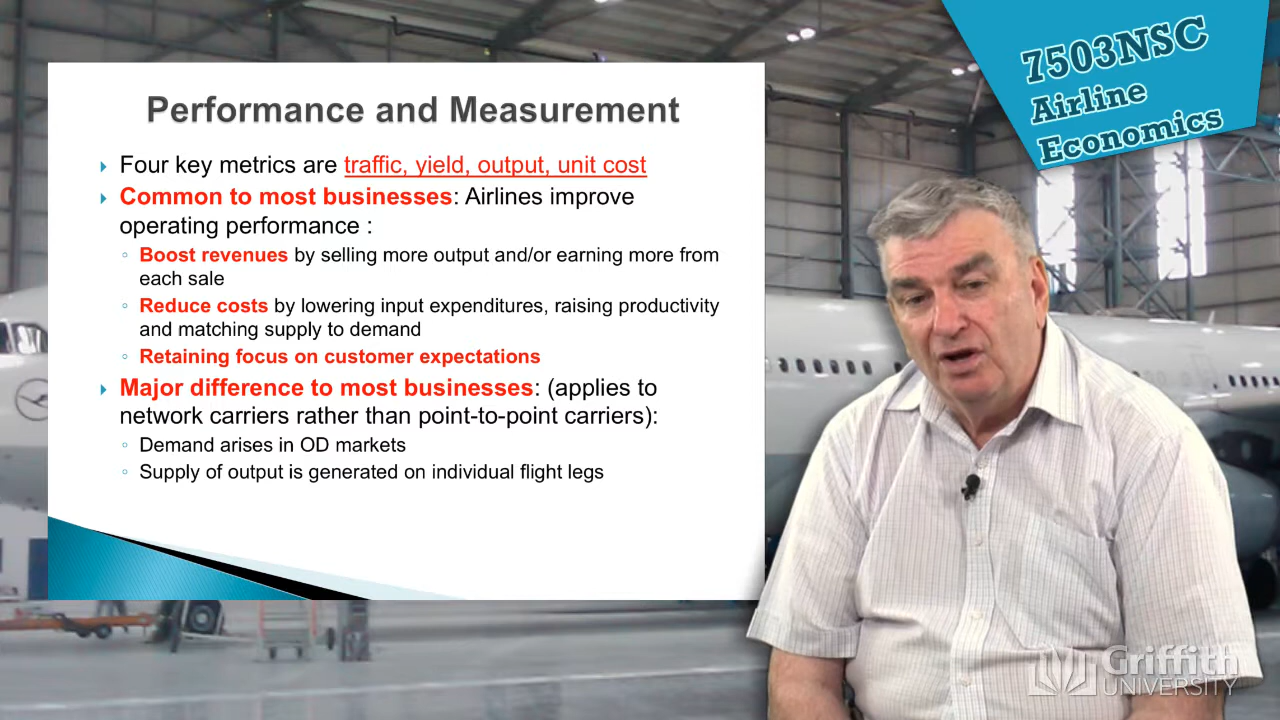 7503NSC
Airline
Economics
Performance and Measurement
Four key metrics are traffic, yield, output, unit cost
Common to most businesses: Airlines improve
operating performance :
Boost revenues by selling more output and/or earning more from
each sale
Reduce costs by lowering input expenditures, raising productivity
and matching supply to demand
Retaining focus on customer expectations
Major difference to most businesses: (applies to
network carriers rather than point-to-point carriers):
Demand arises in OD markets
Supply of output is generated on individual flight legs
Griffith
UNIVERSITY